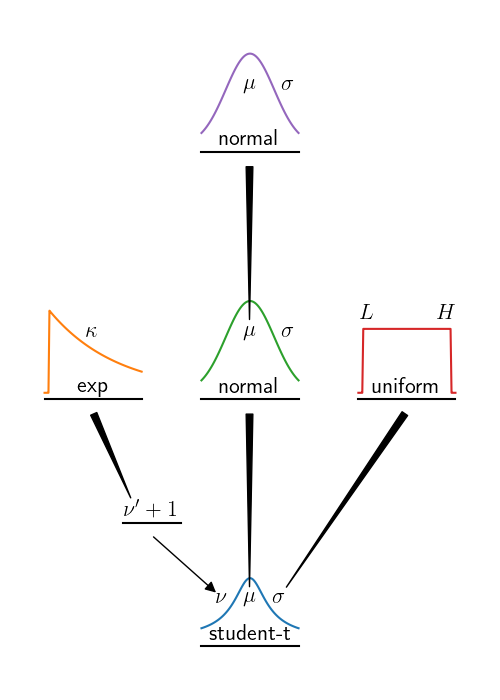 μ σ
normal
L H
κ μ σ
exp normal uniform
ν′ + 1
ν μ σ
student-t